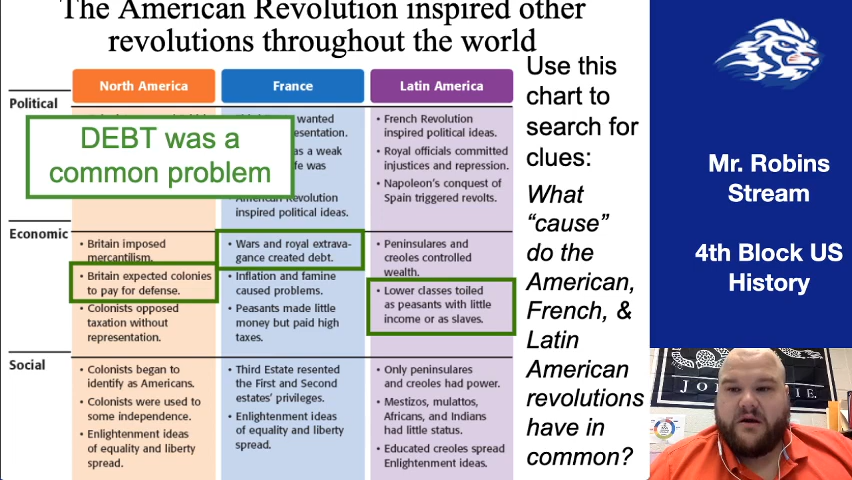 The American Revolution inspired other
revolutions throughout the world
North America
France
Latin America
Use this
chart to
search for
clues:
What
“cause”
do the
American,
French, &
Latin
American
revolutions
have in
common?
Political
DEBT was a
common problem
wanted
as a weak
American Revolution
inspired political ideas.
• French Revolution
inspired political ideas.
• Royal officials committed
injustices and repression.
• Napoleon's conquest of
Spain triggered revolts.
Economic
• Britain imposed
mercantilism.
• Britain expected colonies
to pay for defense.
• Colonists opposed
taxation without
representation.
• Wars and royal extrava-
gance created debt.
• Inflation and famine
caused problems.
• Peasants made little
money but paid high
taxes.
• Peninsulares and
creoles controlled
wealth.
• Lower classes toiled
as peasants with little
income or as slaves.
Social
• Colonists began to
identify as Americans.
• Colonists were used to
some independence.
• Enlightenment ideas
of equality and liberty
spread.
• Third Estate resented
the First and Second
estates' privileges.
• Enlightenment ideas
of equality and liberty
spread.
• Only peninsulares
and creoles had power.
• Mestizos, mulattos,
Africans, and Indians
had little status.
• Educated creoles spread
Enlightenment ideas.
Mr. Robins
Stream
4th Block US
History